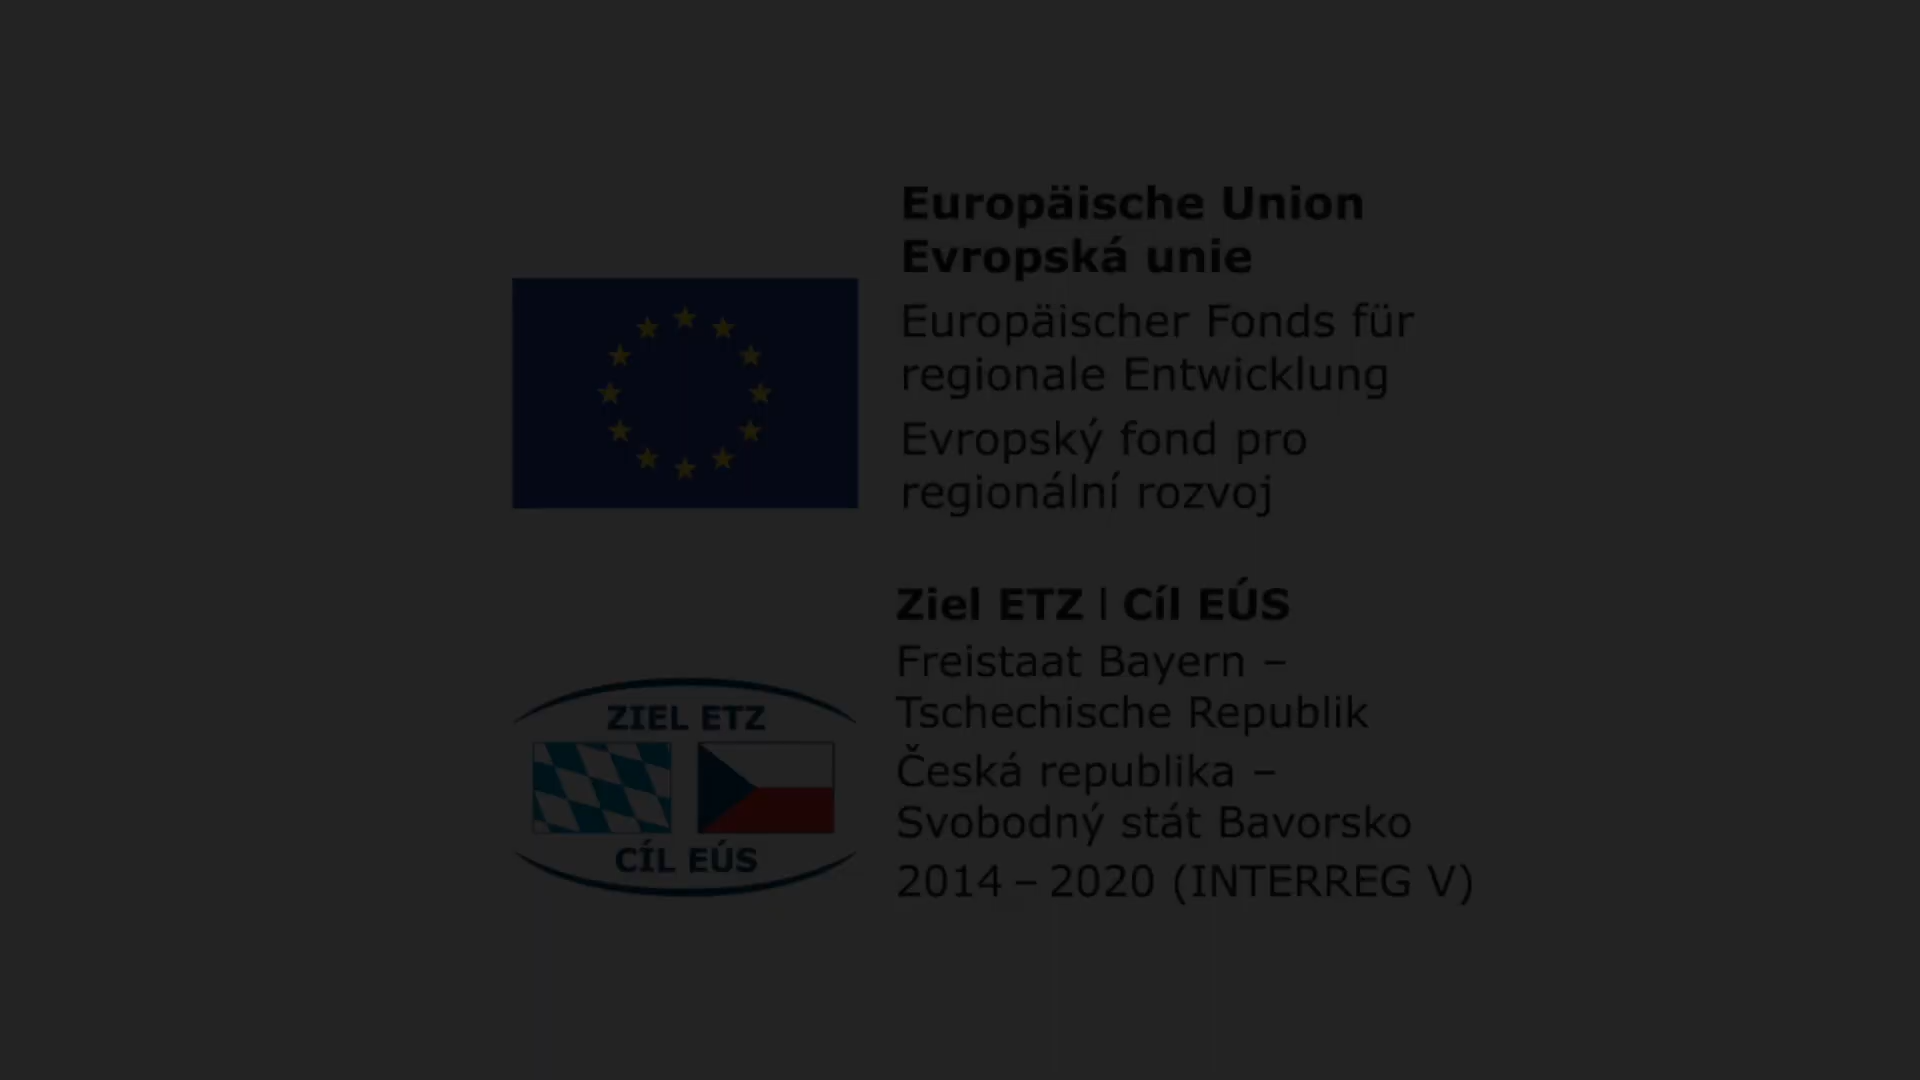 Europäische Union
Evropská unie
Europäischer Fonds für
regionale Entwicklung
Evropský fond pro
regionální rozvoj
Ziel ETZ | Cíl EÚS
Freistaat Bayern –
Tschechische Republik
Česká republika –
Svobodný stát Bavorsko
2014 – 2020 (INTERREG V)
ZIEL ETZ
CÍL EÚS